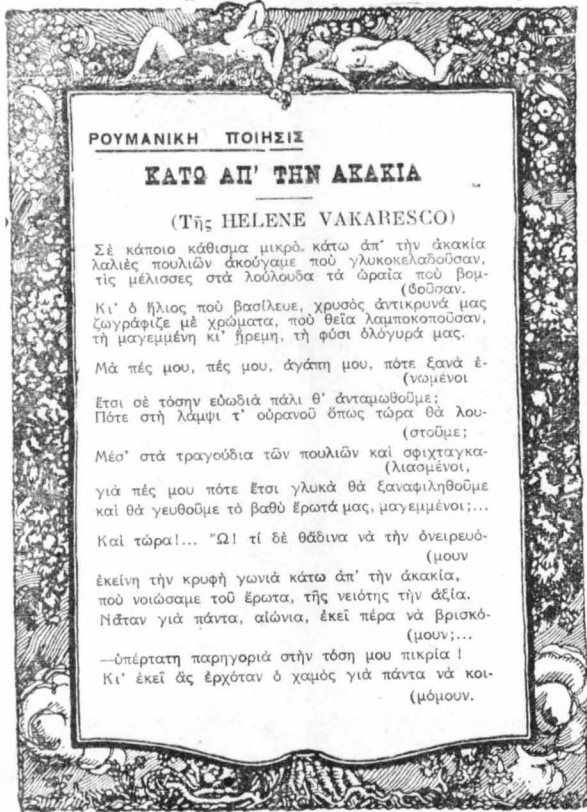 ΡΟΥΜΑΝΙΚΗ ΠΟΙΗΣΙΣ
ΚΑΤΩ ΑΠ' ΤΗΝ ΑΚΑΚΙΑ
(Τῆς HELENE VAKARESCO)
Σὲ κάποιο κάθισμα μικρὸ, κάτω ἀπ' τὴν ἀκακία
λαλιὲς πουλιῶν ἀκούγαμε ποὺ γλυκοκελαδοῦσαν,
τὶς μέλισσες στὰ λούλουδα τὰ ὡραῖα ποὺ βομ-
(βοῦσαν.
Κι' ὁ ἥλιος ποὺ βασίλευε, χρυσὸς ἀντικρυνά μας
ζωγράφιζε μὲ χρώματα, ποὺ θεῖα λαμποκοποῦσαν,
τὴ μαγεμμένη κι' ἤρεμη, τὴ φύσι ὁλόγυρά μας.
Μὰ πές μου, πές μου, ἀγάπη μου, πότε ξανὰ ἑ-
(νωμένοι
ἔτσι σὲ τόσην εὐωδιὰ πάλι θ' ἀνταμωθοῦμε;
Πότε στὴ λάμψι τ' οὐρανοῦ ὅπως τώρα θὰ λου-
(στοῦμε;
Μέσ' στὰ τραγούδια τῶν πουλιῶν καὶ σφιχταγκα-
(λιασμένοι,
γιὰ πές μου πότε ἔτσι γλυκὰ θὰ ξαναφιληθοῦμε
καὶ θὰ γευθοῦμε τὸ βαθὺ ἔρωτά μας, μαγεμμένοι;...
Καὶ τώρα!... Ὢ! τί δὲ θἄδινα νὰ τὴν ὀνειρευό-
(μουν
ἐκείνη τὴν κρυφὴ γωνιὰ κάτω ἀπ' τὴν ἀκακία,
ποὺ νοιώσαμε τοῦ ἔρωτα, τῆς νειότης τὴν ἀξία.
Νἆταν γιὰ πάντα, αἰώνια, ἐκεῖ πέρα νὰ βρισκό-
(μουν;...
—ὑπέρτατη παρηγοριὰ στὴν τόση μου πικρία !
Κι' ἐκεῖ ἂς ἐρχόταν ὁ χαμὸς γιὰ πάντα νὰ κοι-
(μόμουν.